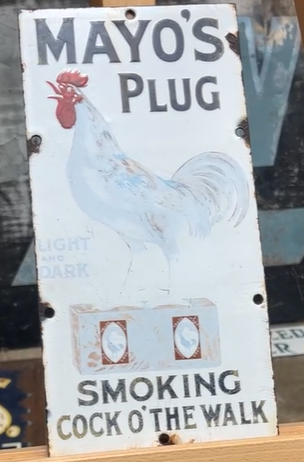 MAYO'S
PLUG
LIGHT
AND
DARK
SMOKING
COCK O' THE WALK